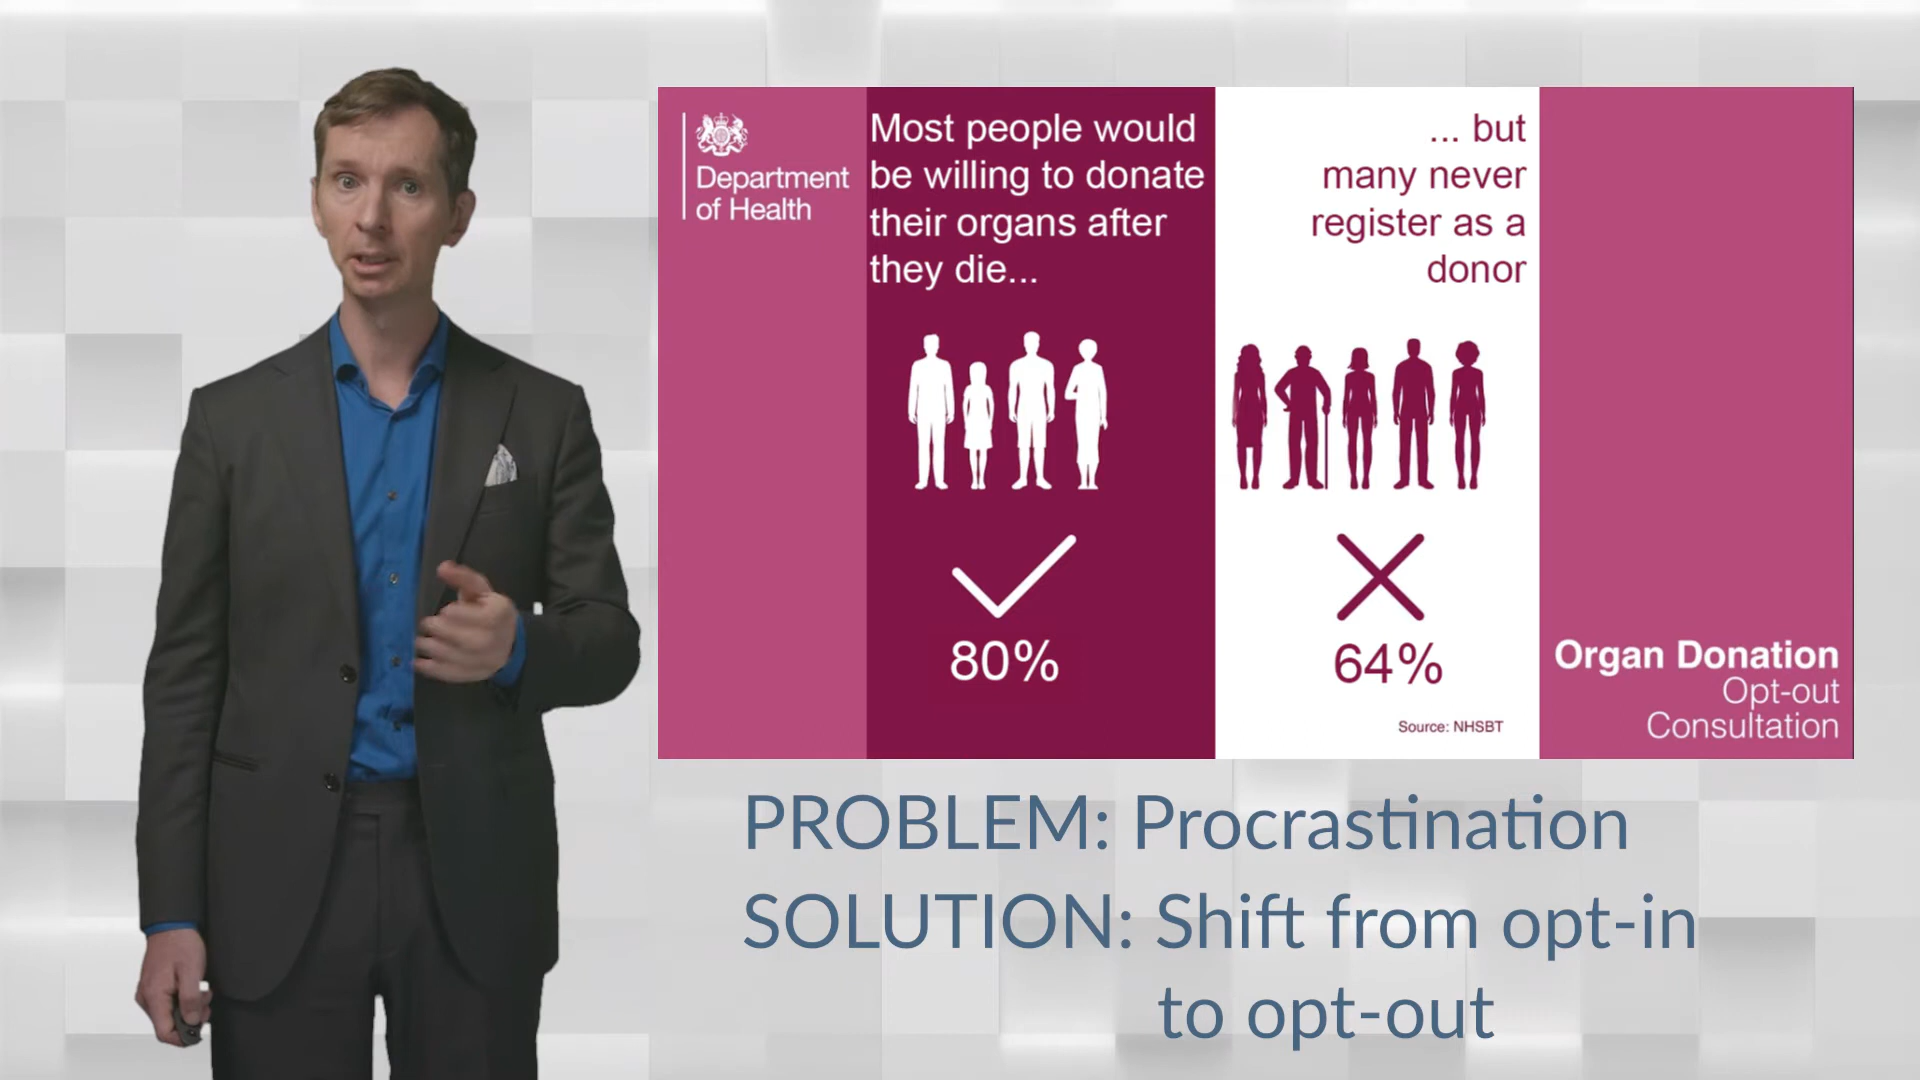 Department
of Health
Most people would
be willing to donate
their organs after
they die...
80%
... but
many never
register as a
donor
64%
Source: NHSBT
Organ Donation
Opt-out
Consultation
PROBLEM: Procrastination
SOLUTION: Shift from opt-in
to opt-out